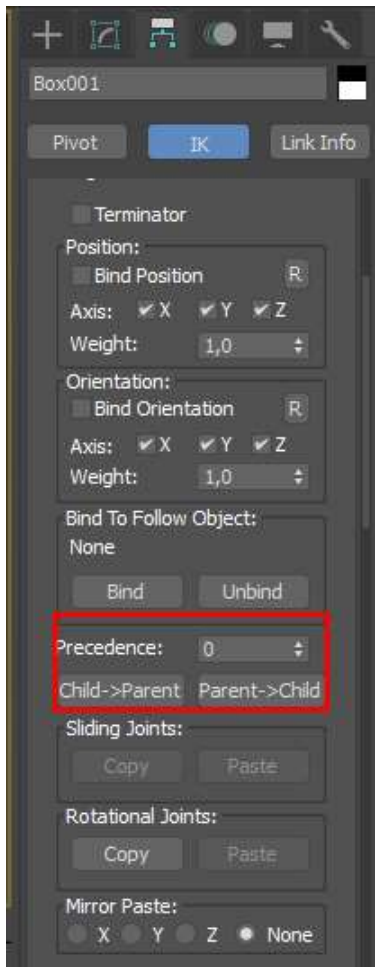 Box001
Pivot IK Link Info
Terminator
Position:
Bind Position R
Axis: X Y Z
Weight: 1,0
Orientation:
Bind Orientation R
Axis: X Y Z
Weight: 1,0
Bind To Follow Object:
None
Bind Unbind
Precedence: 0
Child->Parent Parent->Child
Sliding Joints:
Copy Paste
Rotational Joints:
Copy Paste
Mirror Paste:
X Y Z None